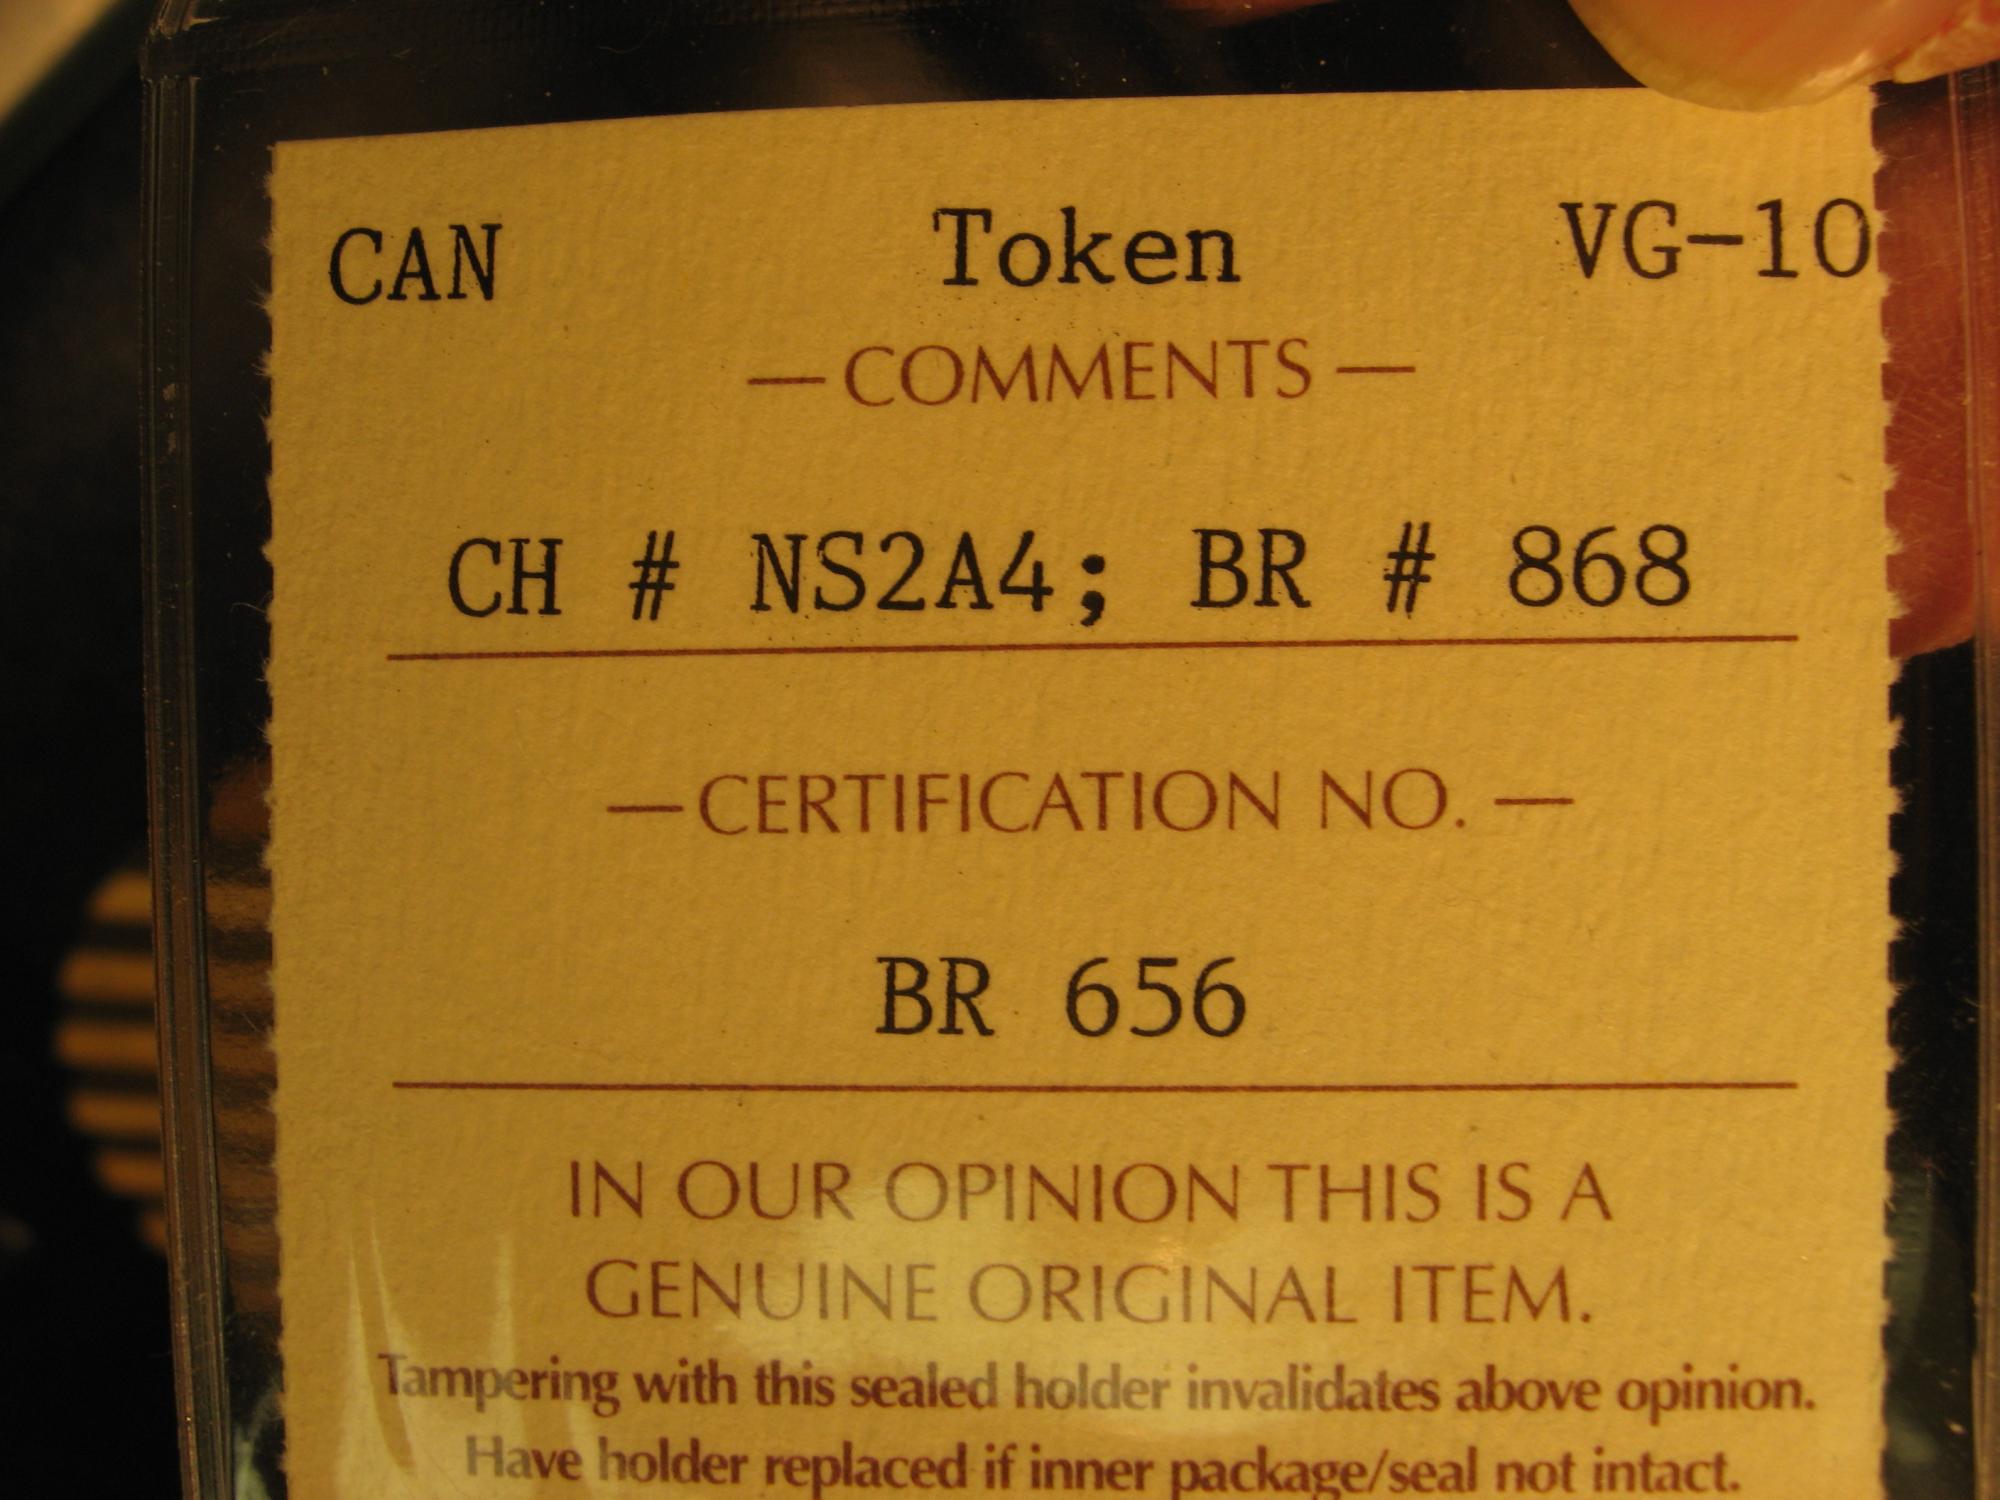 CAN Token VG-10
— COMMENTS —
CH # NS2A4; BR # 868
— CERTIFICATION NO. —
BR 656
IN OUR OPINION THIS IS A
GENUINE ORIGINAL ITEM.
Tampering with this sealed holder invalidates above opinion.
Have holder replaced if inner package/seal not intact.